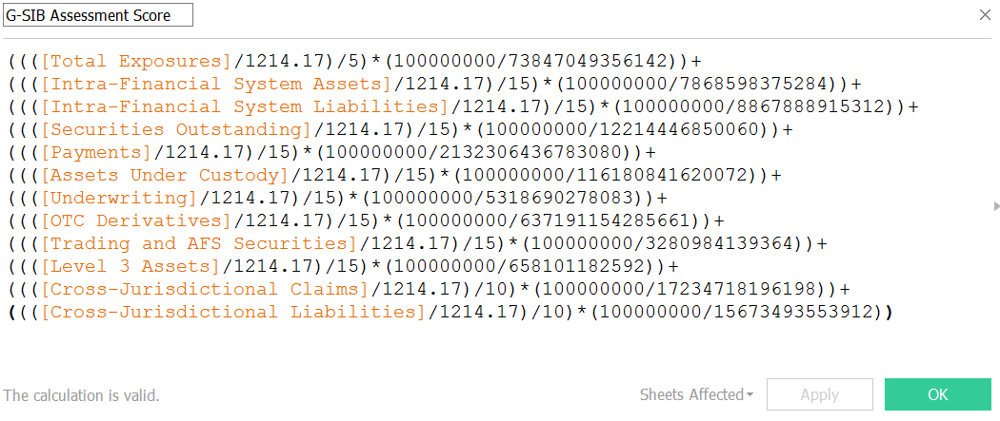 G-SIB Assessment Score
((([Total Exposures]/1214.17)/5)*(100000000/73847049356142))+
((([Intra-Financial System Assets]/1214.17)/15)*(100000000/7868598375284))+
((([Intra-Financial System Liabilities]/1214.17)/15)*(100000000/8867888915312))+
((([Securities Outstanding]/1214.17)/15)*(100000000/12214446850060))+
((([Payments]/1214.17)/15)*(100000000/2132306436783080))+
((([Assets Under Custody]/1214.17)/15)*(100000000/116180841620072))+
((([Underwriting]/1214.17)/15)*(100000000/5318690278083))+
((([OTC Derivatives]/1214.17)/15)*(100000000/637191154285661))+
((([Trading and AFS Securities]/1214.17)/15)*(100000000/3280984139364))+
((([Level 3 Assets]/1214.17)/15)*(100000000/658101182592))+
((([Cross-Jurisdictional Claims]/1214.17)/10)*(100000000/17234718196198))+
((([Cross-Jurisdictional Liabilities]/1214.17)/10)*(100000000/15673493553912))
The calculation is valid.
Sheets Affected
Apply
OK